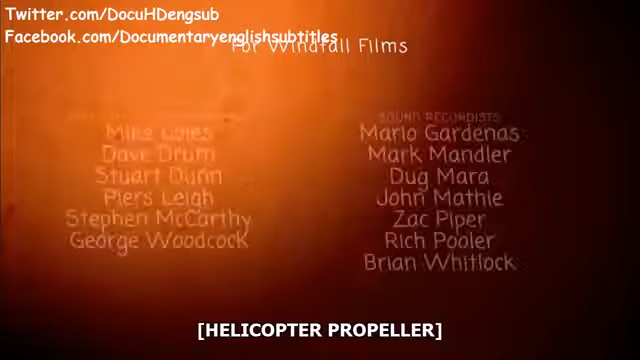 Twitter.com/DocuHDengsub
Facebook.com/Documentaryenglishsubtitles
For Windfall Films
Mike Coles
Dave Drum
Stuart Dunn
Piers Leigh
Stephen McCarthy
George Woodcock
SOUND RECORDISTS
Mario Gardenas
Mark Mandler
Dug Mara
John Mathie
Zac Piper
Rich Pooler
Brian Whitlock
[HELICOPTER PROPELLER]